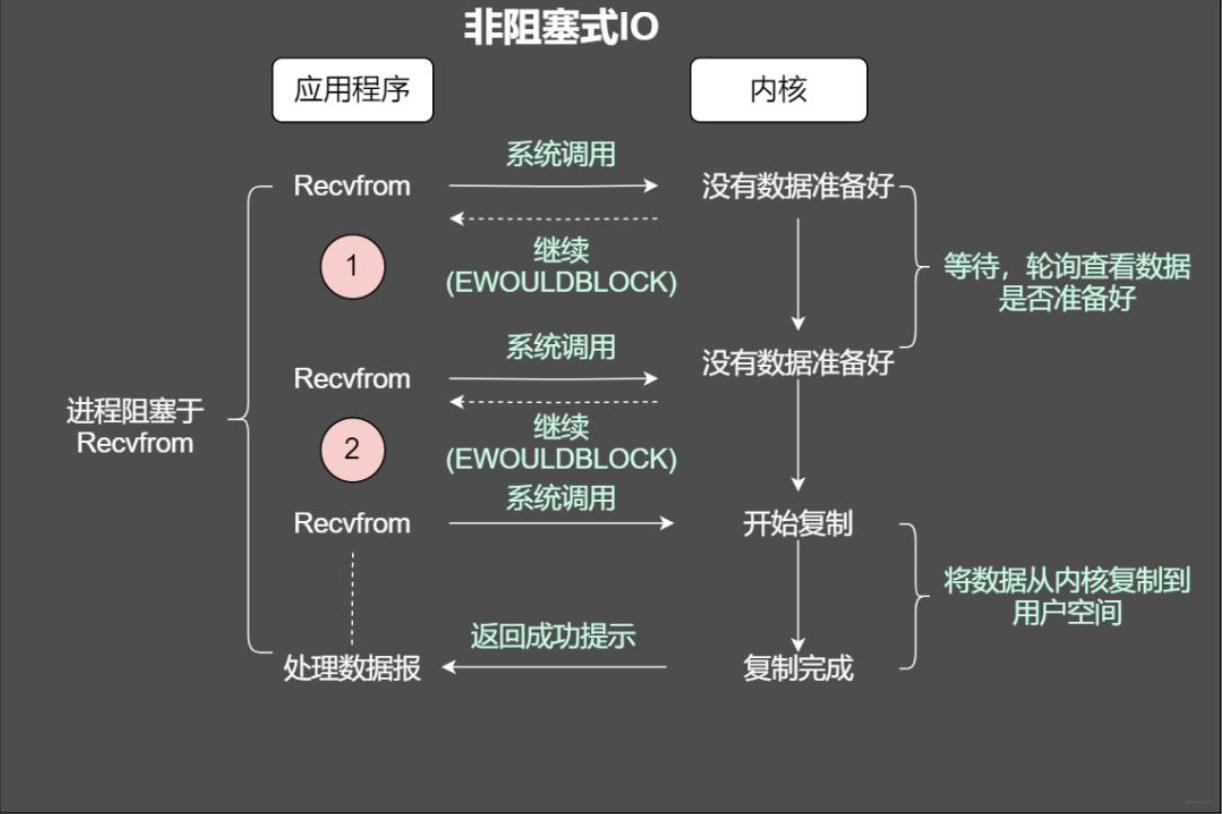 非阻塞式IO
应用程序
内核
系统调用
Recvfrom
没有数据准备好
1
继续
(EWOULDBLOCK)
等待，轮询查看数据
是否准备好
系统调用
Recvfrom
没有数据准备好
进程阻塞于
Recvfrom
2
继续
(EWOULDBLOCK)
系统调用
Recvfrom
开始复制
将数据从内核复制到
用户空间
返回成功提示
处理数据报
复制完成